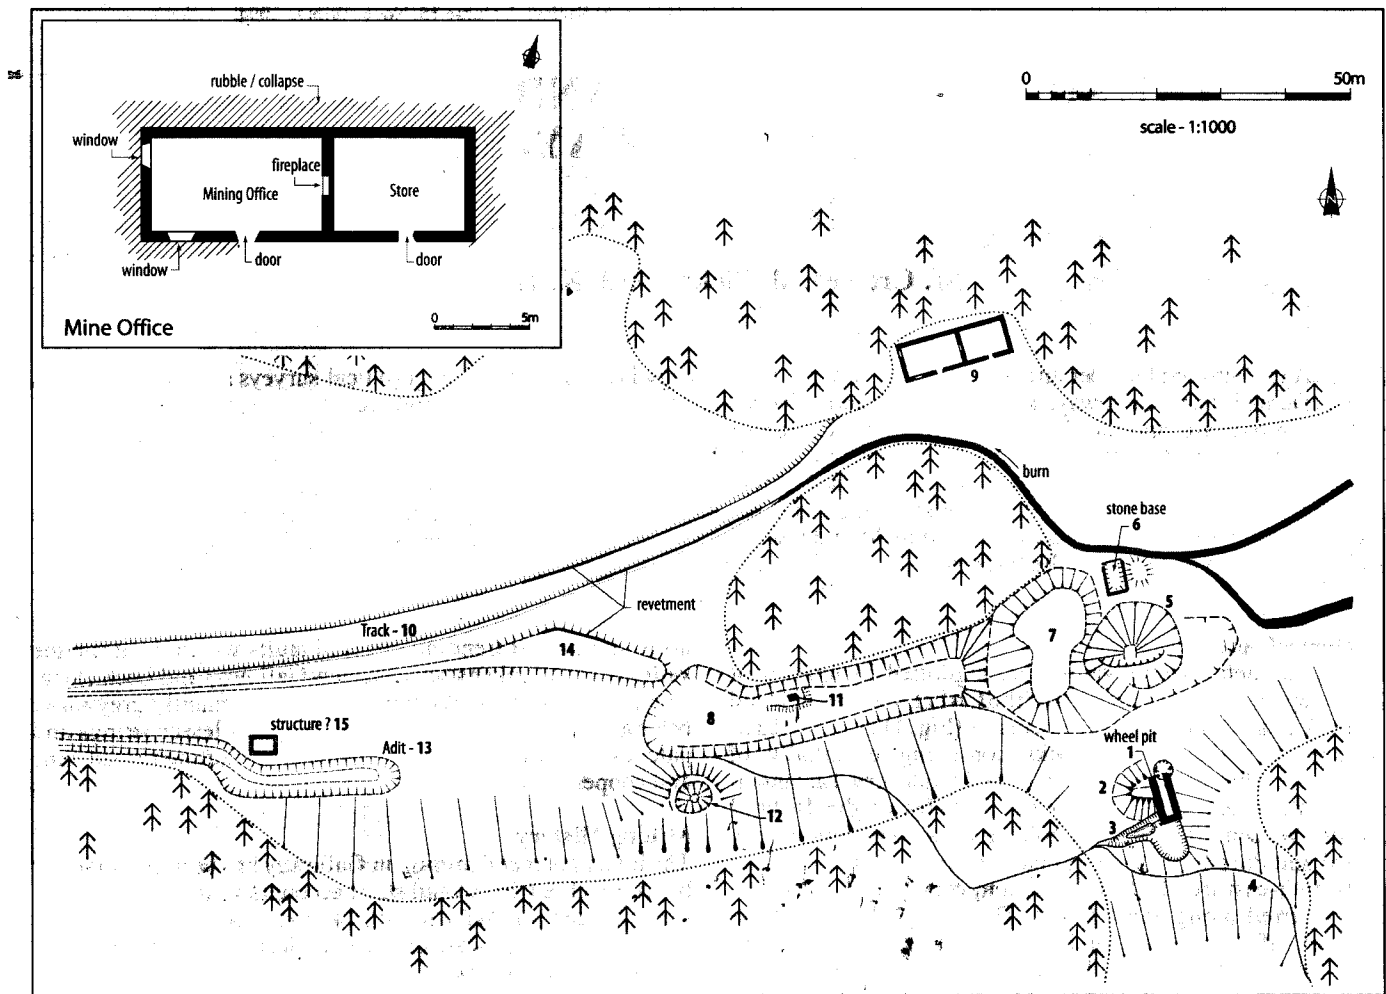 rubble / collapse
window
fireplace
Mining Office
Store
window
door
door
0
5m
Mine Office
0
50m
scale - 1:1000
9
burn
stone base
6
5
revetment
Track - 10
14
7
11
8
structure ? 15
Adit - 13
wheel pit
1
2
12
3
4